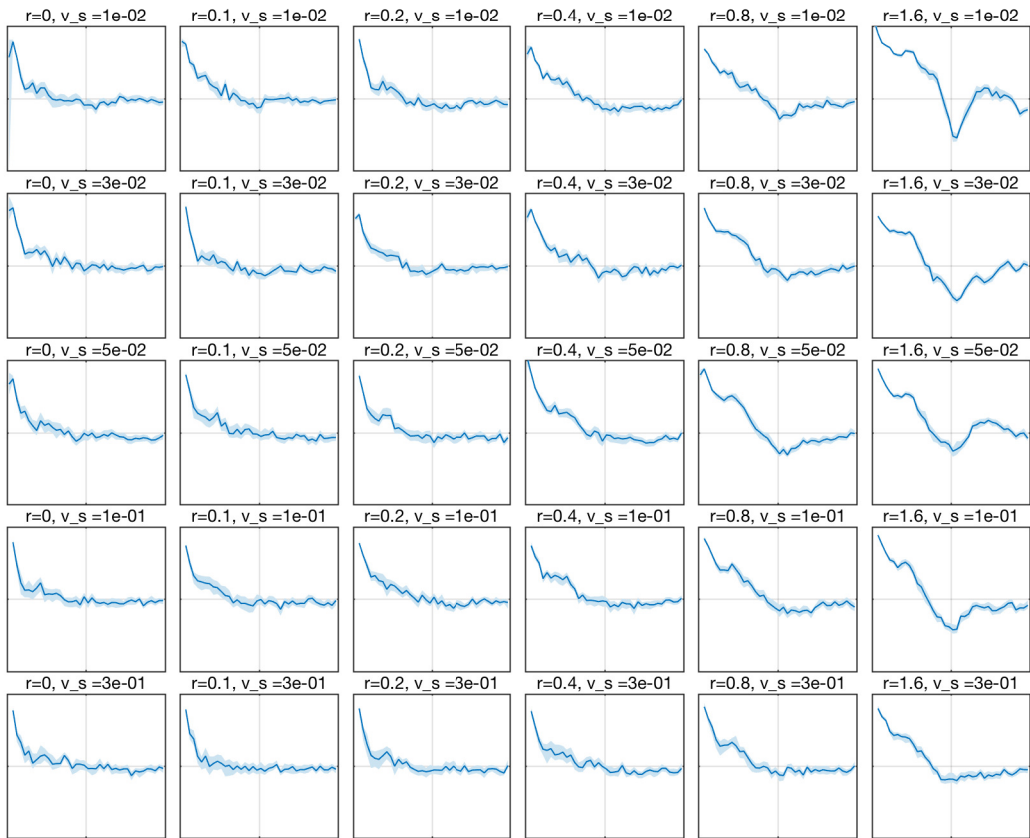 r=0, v_s =1e-02 r=0.1, v_s =1e-02 r=0.2, v_s =1e-02 r=0.4, v_s =1e-02 r=0.8, v_s =1e-02 r=1.6, v_s =1e-02
r=0, v_s =3e-02 r=0.1, v_s =3e-02 r=0.2, v_s =3e-02 r=0.4, v_s =3e-02 r=0.8, v_s =3e-02 r=1.6, v_s =3e-02
r=0, v_s =5e-02 r=0.1, v_s =5e-02 r=0.2, v_s =5e-02 r=0.4, v_s =5e-02 r=0.8, v_s =5e-02 r=1.6, v_s =5e-02
r=0, v_s =1e-01 r=0.1, v_s =1e-01 r=0.2, v_s =1e-01 r=0.4, v_s =1e-01 r=0.8, v_s =1e-01 r=1.6, v_s =1e-01
r=0, v_s =3e-01 r=0.1, v_s =3e-01 r=0.2, v_s =3e-01 r=0.4, v_s =3e-01 r=0.8, v_s =3e-01 r=1.6, v_s =3e-01